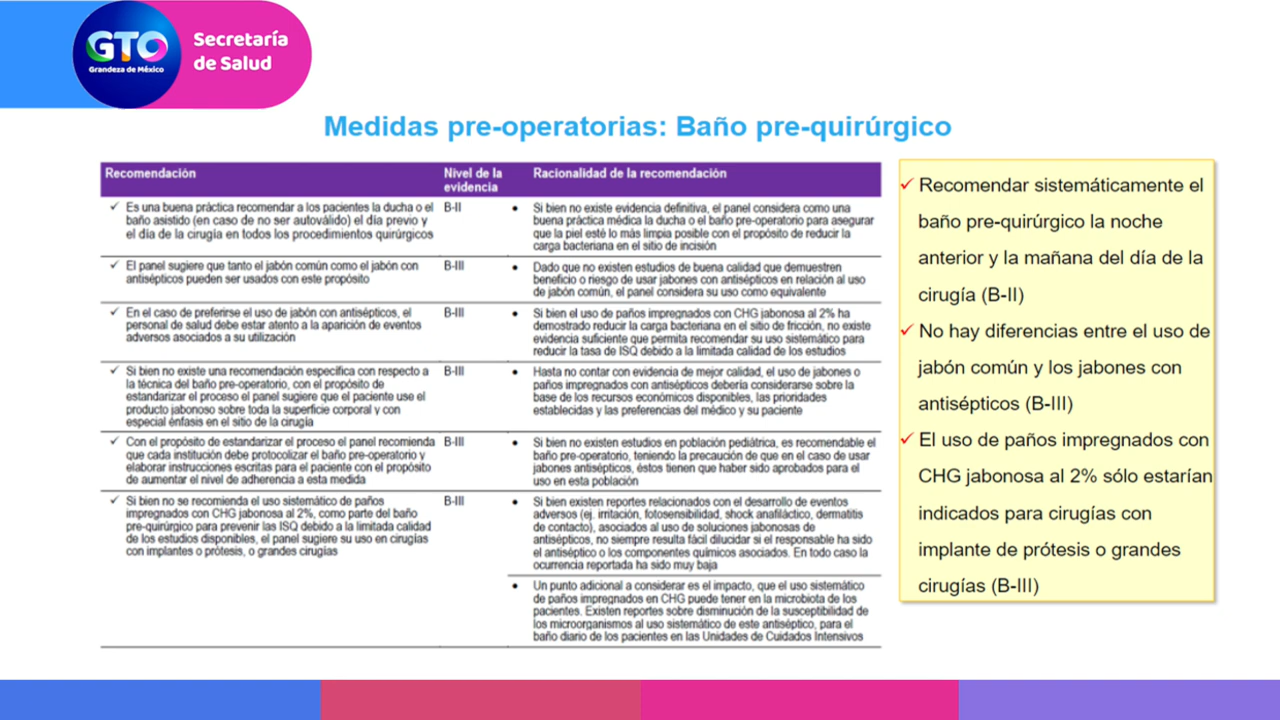 GTO
Grandeza de México
Secretaría
de Salud
Medidas pre-operatorias: Baño pre-quirúrgico
Recomendación
Nivel de la
evidencia
Racionalidad de la recomendación
✓ Es una buena práctica recomendar a los pacientes la ducha o el
baño asistido (en caso de no ser autoválido) el día previo y
el día de la cirugía en todos los procedimientos quirúrgicos
B-II
• Si bien no existe evidencia definitiva, el panel considera como una
buena práctica médica la ducha o el baño pre-operatorio para asegurar
que la piel esté lo más limpia posible con el propósito de reducir la
carga bacteriana en el sitio de incisión
✓ El panel sugiere que tanto el jabón común como el jabón con
antisépticos pueden ser usados con este propósito
B-III
• Dado que no existen estudios de buena calidad que demuestren
beneficio o riesgo de usar jabones con antisépticos en relación al uso
de jabón común, el panel considera su uso como equivalente
✓ En el caso de preferirse el uso de jabón con antisépticos, el
personal de salud debe estar atento a la aparición de eventos
adversos asociados a su utilización
B-III
• Si bien el uso de paños impregnados con CHG jabonosa al 2% ha
demostrado reducir la carga bacteriana en el sitio de fricción, no existe
evidencia suficiente que permita recomendar su uso sistemático para
reducir la tasa de ISQ debido a la limitada calidad de los estudios
✓ Si bien no existe una recomendación específica con respecto a
la técnica del baño pre-operatorio, con el propósito de
estandarizar el proceso el panel sugiere que el paciente use el
producto jabonoso sobre toda la superficie corporal y con
especial énfasis en el sitio de la cirugía
B-III
• Hasta no contar con evidencia de mejor calidad, el uso de jabones o
paños impregnados con antisépticos debería considerarse sobre la
base de los recursos económicos disponibles, las prioridades
establecidas y las preferencias del médico y su paciente
✓ Con el propósito de estandarizar el proceso el panel recomienda
que cada institución debe protocolizar el baño pre-operatorio y
elaborar instrucciones escritas para el paciente con el propósito
de aumentar el nivel de adherencia a esta medida
B-III
• Si bien no existen estudios en población pediátrica, es recomendable el
baño pre-operatorio, teniendo la precaución de que en el caso de usar
jabones antisépticos, éstos tienen que haber sido aprobados para el
uso en esta población
✓ Si bien no se recomienda el uso sistemático de paños
impregnados con CHG jabonosa al 2%, como parte del baño
pre-quirúrgico para prevenir las ISQ debido a la limitada calidad
de los estudios disponibles, el panel sugiere su uso en cirugías
con implantes o prótesis, o grandes cirugías
B-III
• Si bien existen reportes relacionados con el desarrollo de eventos
adversos (ej. irritación, fotosensibilidad, shock anafiláctico, dermatitis
de contacto), asociados al uso de soluciones jabonosas de
antisépticos, no siempre resulta fácil dilucidar si el responsable ha sido
el antiséptico o los componentes químicos asociados. En todo caso la
ocurrencia reportada ha sido muy baja
• Un punto adicional a considerar es el impacto, que el uso sistemático
de paños impregnados en CHG puede tener en la microbiota de los
pacientes. Existen reportes sobre disminución de la susceptibilidad de
los microorganismos al uso sistemático de este antiséptico, para el
baño diario de los pacientes en las Unidades de Cuidados Intensivos
✓ Recomendar sistemáticamente el
baño pre-quirúrgico la noche
anterior y la mañana del día de la
cirugía (B-II)
✓ No hay diferencias entre el uso de
jabón común y los jabones con
antisépticos (B-III)
✓ El uso de paños impregnados con
CHG jabonosa al 2% sólo estarían
indicados para cirugías con
implante de prótesis o grandes
cirugías (B-III)